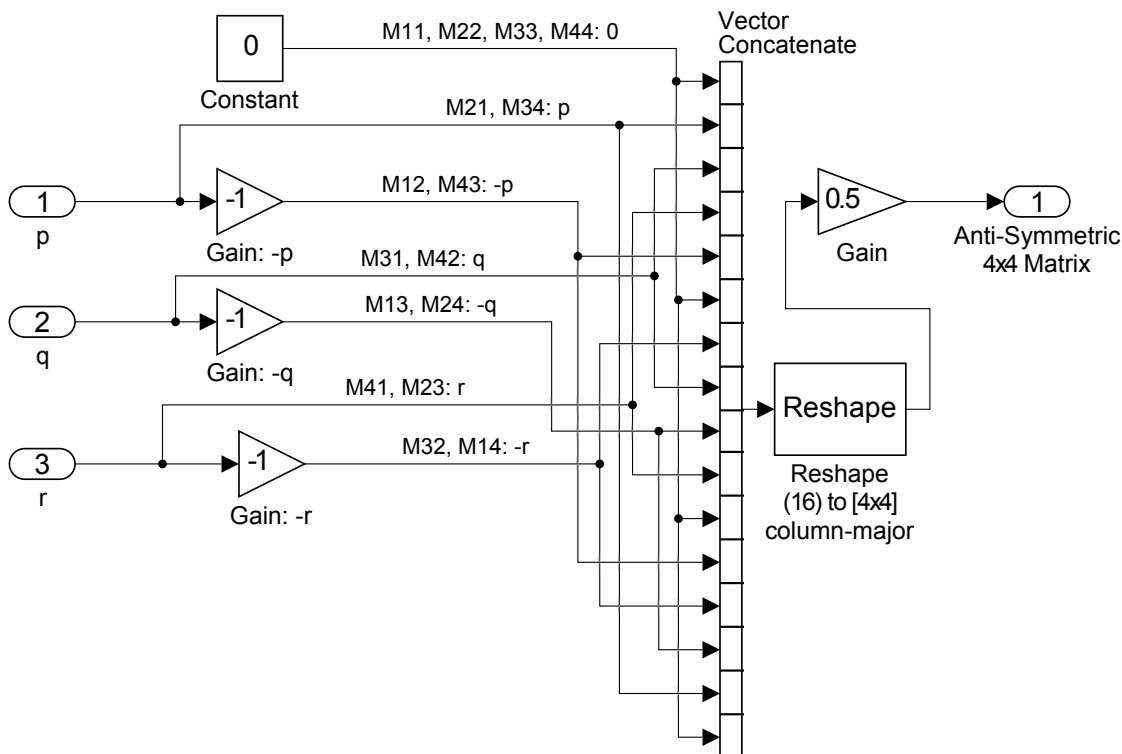 Vector
Concatenate
M11, M22, M33, M44: 0
0
Constant
M21, M34: p
1
p
-1
Gain: -p
M12, M43: -p
M31, M42: q
2
q
-1
Gain: -q
M13, M24: -q
M41, M23: r
3
r
-1
Gain: -r
M32, M14: -r
Reshape
Reshape
(16) to [4x4]
column-major
0.5
Gain
1
Anti-Symmetric
4x4 Matrix